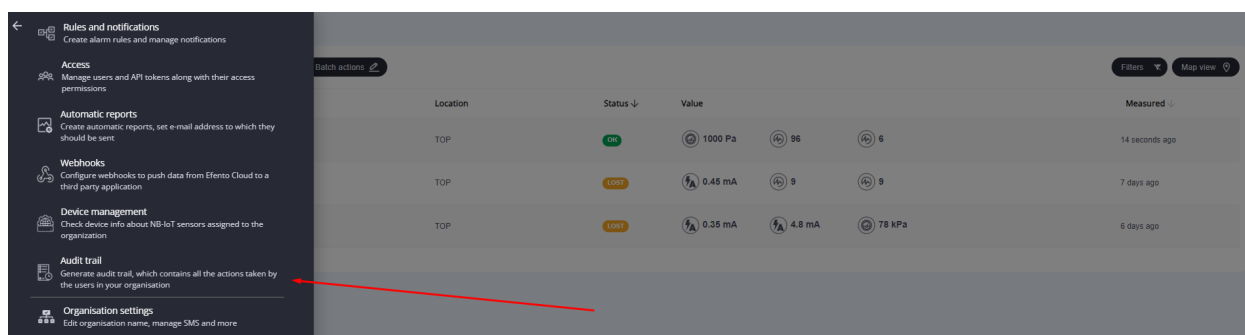 Rules and notifications
Create alarm rules and manage notifications
Access
Manage users and API tokens along with their access
permissions
Automatic reports
Create automatic reports, set e-mail address to which they
should be sent
Webhooks
Configure webhooks to push data from Efento Cloud to a
third party application
Device management
Check device info about NB-IoT sensors assigned to the
organization
Audit trail
Generate audit trail, which contains all the actions taken by
the users in your organisation
Organisation settings
Edit organisation name, manage SMS and more
Batch actions
Filters Map view
Location Status Value Measured
TOP OK 1000 Pa 96 6 14 seconds ago
TOP LOST 0.45 mA 9 9 7 days ago
TOP LOST 0.35 mA 4.8 mA 78 kPa 6 days ago